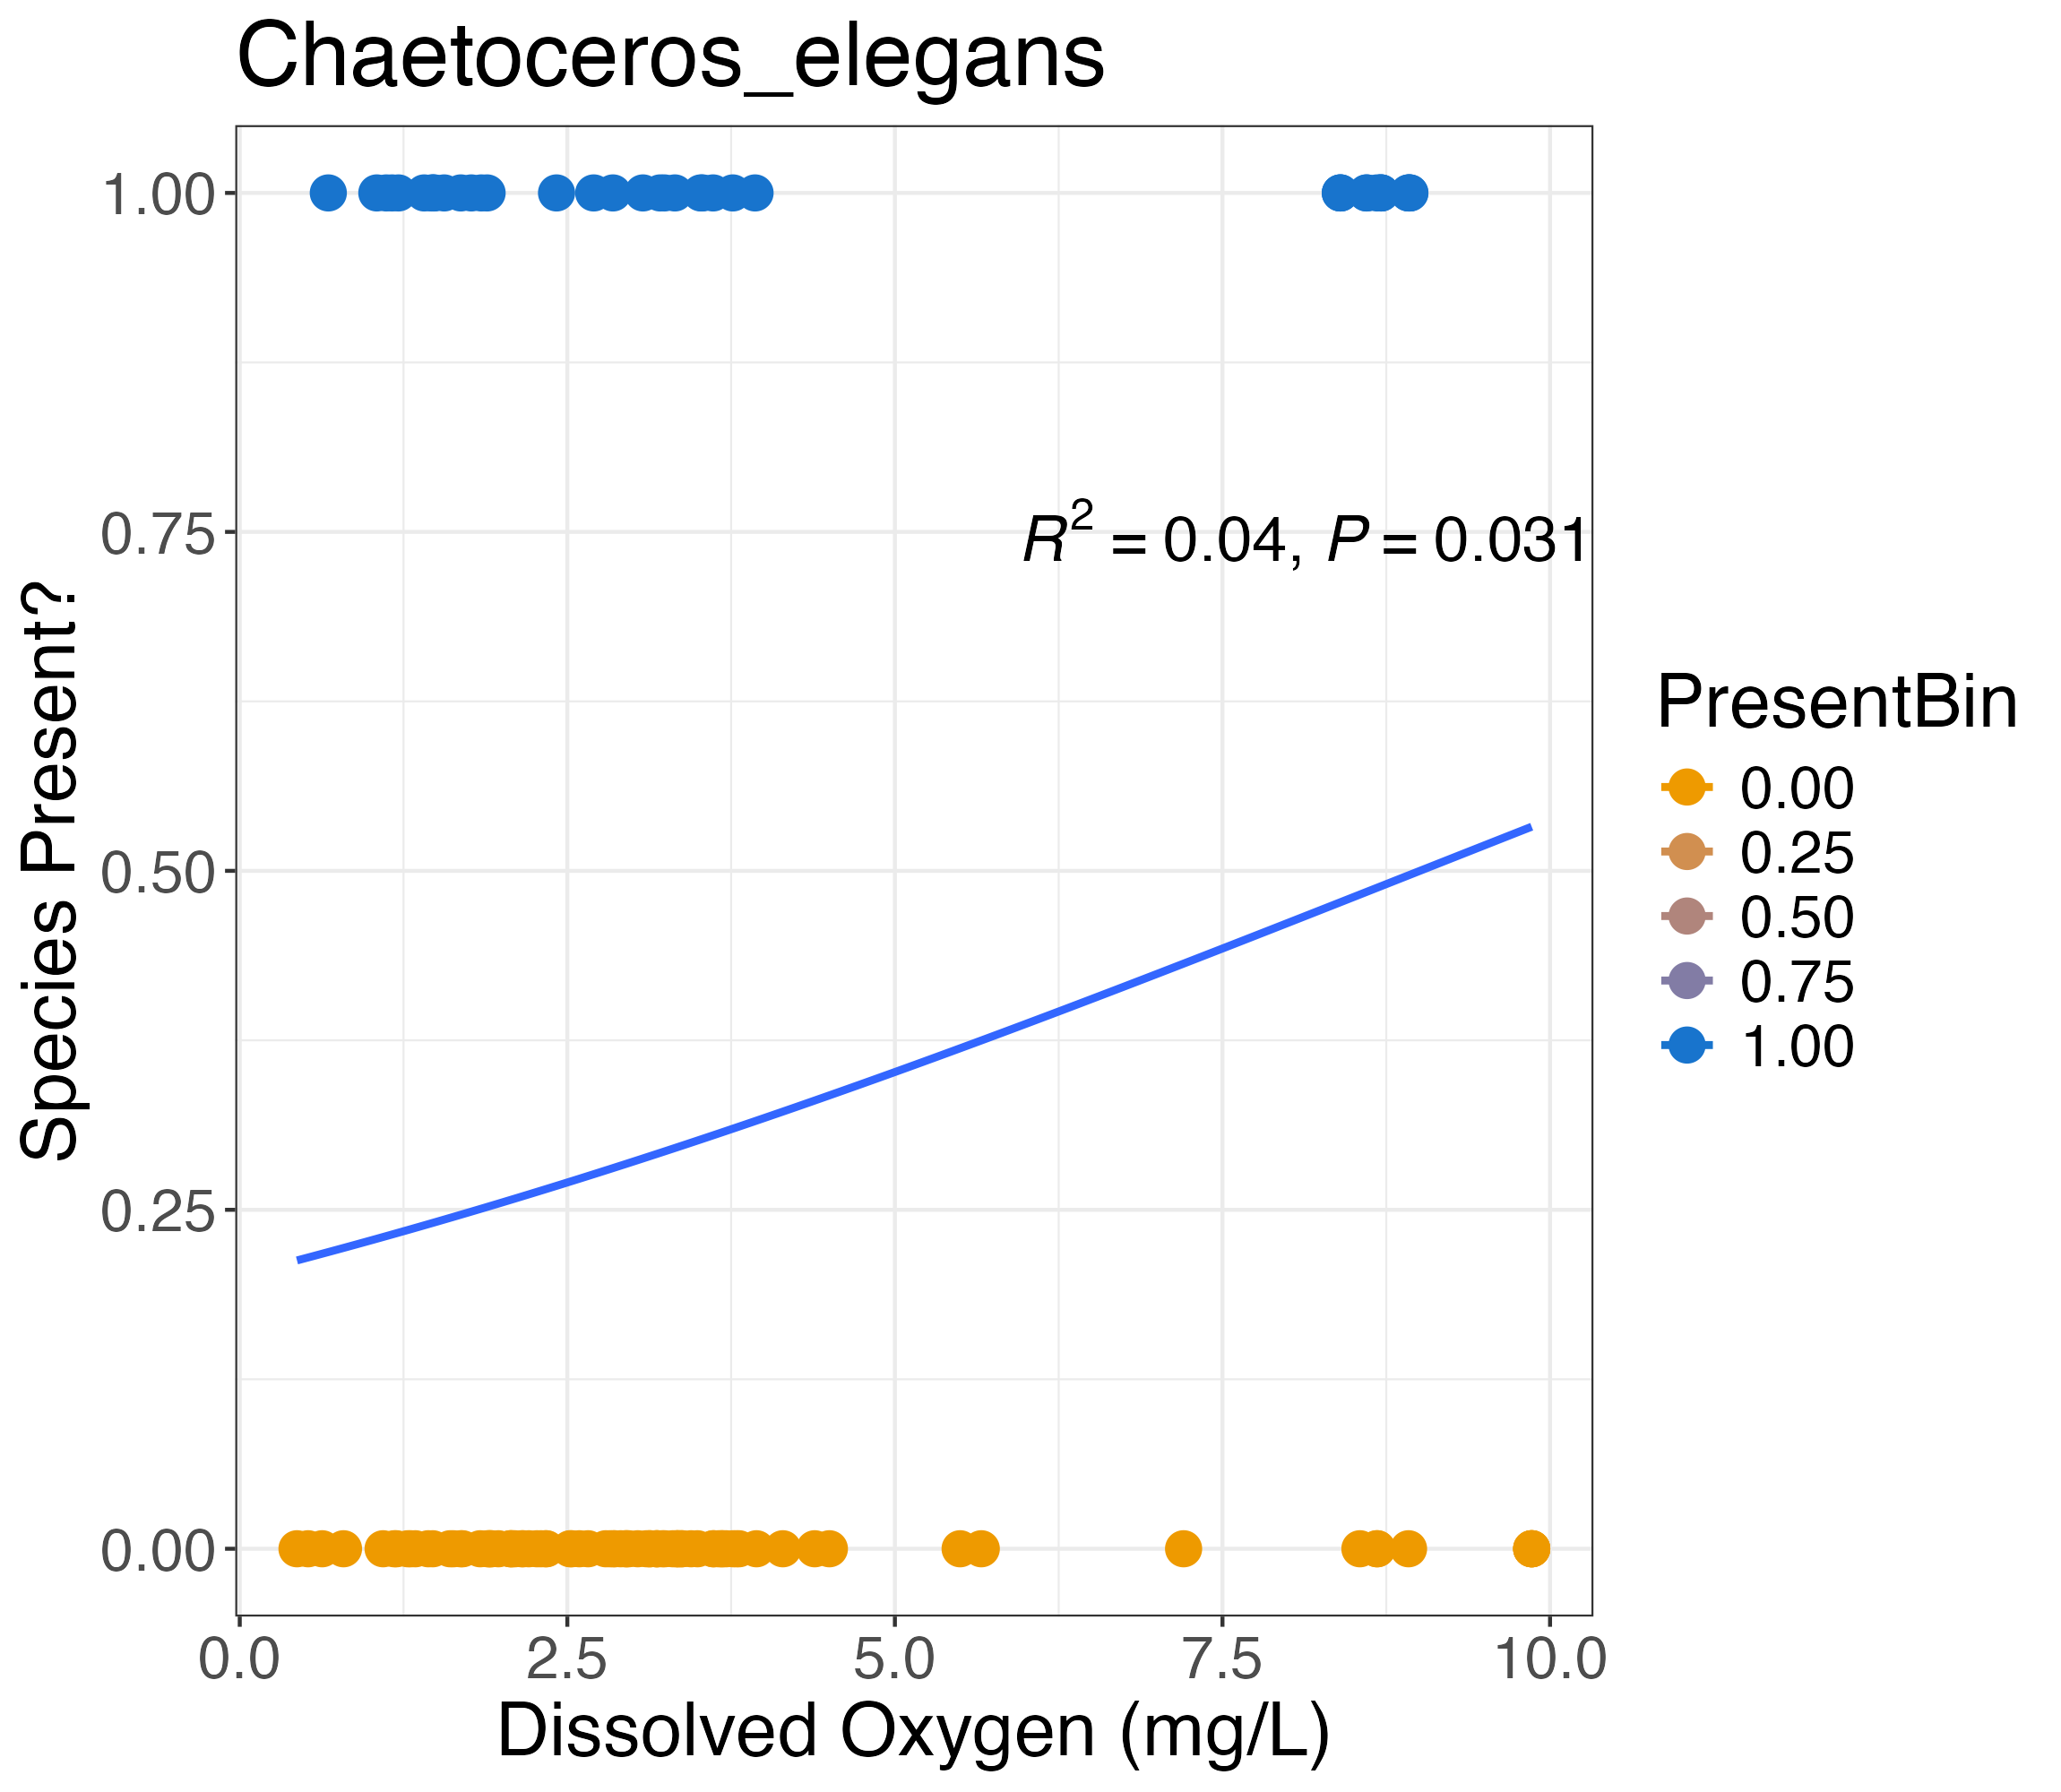 Chaetoceros_elegans
1.00
0.75
0.50
0.25
0.00
Species Present?
R² = 0.04, P = 0.031
0.0 2.5 5.0 7.5 10.0
Dissolved Oxygen (mg/L)
PresentBin
0.00
0.25
0.50
0.75
1.00